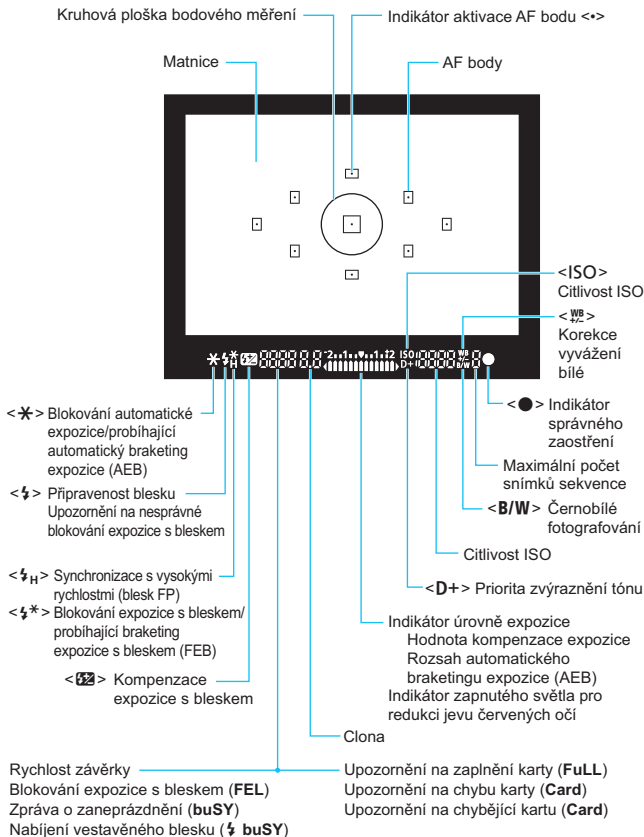 Kruhová ploška bodového měření
Indikátor aktivace AF bodu <•>
Matnice
AF body
<ISO>
Citlivost ISO
<WB +/–>
Korekce
vyvážení
bílé
<●> Indikátor
správného
zaostření
Maximální počet
snímků sekvence
<B/W> Černobílé
fotografování
Citlivost ISO
<D+> Priorita zvýraznění tónu
<✱> Blokování automatické
expozice/probíhající
automatický braketing
expozice (AEB)
<⚡> Připravenost blesku
Upozornění na nesprávné
blokování expozice s bleskem
<⚡H> Synchronizace s vysokými
rychlostmi (blesk FP)
<⚡✱> Blokování expozice s bleskem/
probíhající braketing
expozice s bleskem (FEB)
Kompenzace
expozice s bleskem
Indikátor úrovně expozice
Hodnota kompenzace expozice
Rozsah automatického
braketingu expozice (AEB)
Indikátor zapnutého světla pro
redukci jevu červených očí
Clona
Rychlost závěrky
Blokování expozice s bleskem (FEL)
Zpráva o zaneprázdnění (buSY)
Nabíjení vestavěného blesku (⚡ buSY)
Upozornění na zaplnění karty (FuLL)
Upozornění na chybu karty (Card)
Upozornění na chybějící kartu (Card)